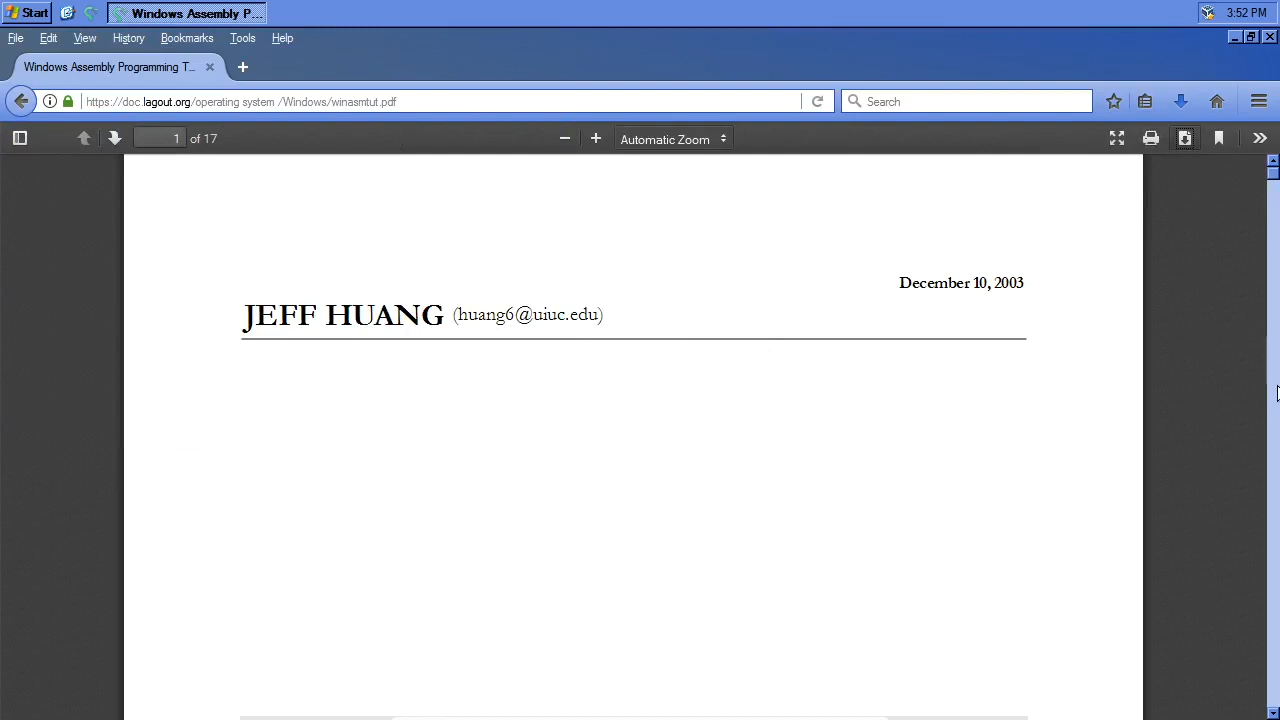 Start
Windows Assembly P...
3:52 PM
File Edit View History Bookmarks Tools Help
Windows Assembly Programming T...
https://doc.lagout.org/operating system /Windows/winasmtut.pdf
Search
1 of 17
Automatic Zoom
December 10, 2003
JEFF HUANG (huang6@uiuc.edu)